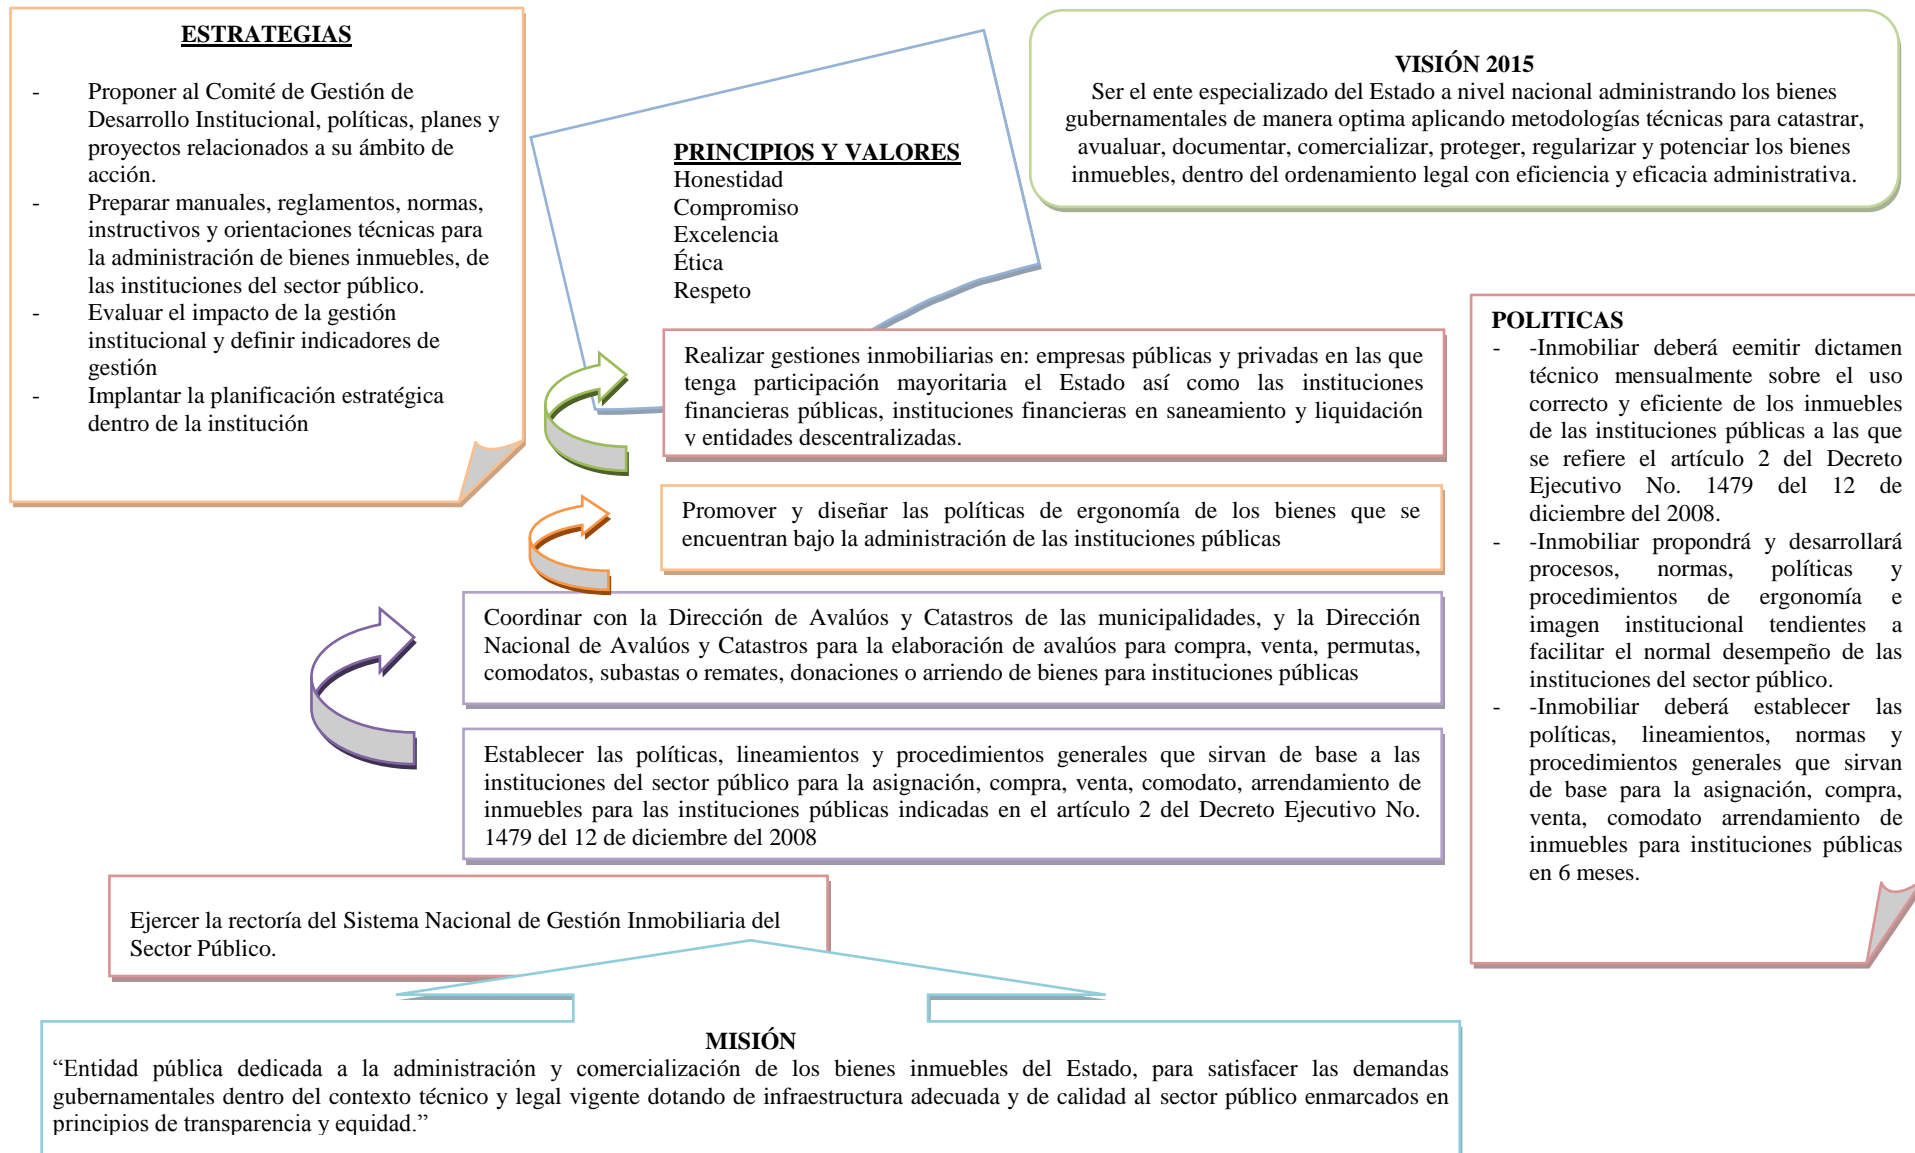 ESTRATEGIAS
- Proponer al Comité de Gestión de
Desarrollo Institucional, políticas, planes y
proyectos relacionados a su ámbito de
acción.
- Preparar manuales, reglamentos, normas,
instructivos y orientaciones técnicas para
la administración de bienes inmuebles, de
las instituciones del sector público.
- Evaluar el impacto de la gestión
institucional y definir indicadores de
gestión
- Implantar la planificación estratégica
dentro de la institución
PRINCIPIOS Y VALORES
Honestidad
Compromiso
Excelencia
Ética
Respeto
VISIÓN 2015
Ser el ente especializado del Estado a nivel nacional administrando los bienes
gubernamentales de manera optima aplicando metodologías técnicas para catastrar,
avualuar, documentar, comercializar, proteger, regularizar y potenciar los bienes
inmuebles, dentro del ordenamiento legal con eficiencia y eficacia administrativa.
Realizar gestiones inmobiliarias en: empresas públicas y privadas en las que
tenga participación mayoritaria el Estado así como las instituciones
financieras públicas, instituciones financieras en saneamiento y liquidación
y entidades descentralizadas.
Promover y diseñar las políticas de ergonomía de los bienes que se
encuentran bajo la administración de las instituciones públicas
Coordinar con la Dirección de Avalúos y Catastros de las municipalidades, y la Dirección
Nacional de Avalúos y Catastros para la elaboración de avalúos para compra, venta, permutas,
comodatos, subastas o remates, donaciones o arriendo de bienes para instituciones públicas
Establecer las políticas, lineamientos y procedimientos generales que sirvan de base a las
instituciones del sector público para la asignación, compra, venta, comodato, arrendamiento de
inmuebles para las instituciones públicas indicadas en el artículo 2 del Decreto Ejecutivo No.
1479 del 12 de diciembre del 2008
POLITICAS
- -Inmobiliar deberá eemitir dictamen
técnico mensualmente sobre el uso
correcto y eficiente de los inmuebles
de las instituciones públicas a las que
se refiere el artículo 2 del Decreto
Ejecutivo No. 1479 del 12 de
diciembre del 2008.
- -Inmobiliar propondrá y desarrollará
procesos, normas, políticas y
procedimientos de ergonomía e
imagen institucional tendientes a
facilitar el normal desempeño de las
instituciones del sector público.
- -Inmobiliar deberá establecer las
políticas, lineamientos, normas y
procedimientos generales que sirvan
de base para la asignación, compra,
venta, comodato arrendamiento de
inmuebles para instituciones públicas
en 6 meses.
Ejercer la rectoría del Sistema Nacional de Gestión Inmobiliaria del
Sector Público.
MISIÓN
“Entidad pública dedicada a la administración y comercialización de los bienes inmuebles del Estado, para satisfacer las demandas
gubernamentales dentro del contexto técnico y legal vigente dotando de infraestructura adecuada y de calidad al sector público enmarcados en
principios de transparencia y equidad.”